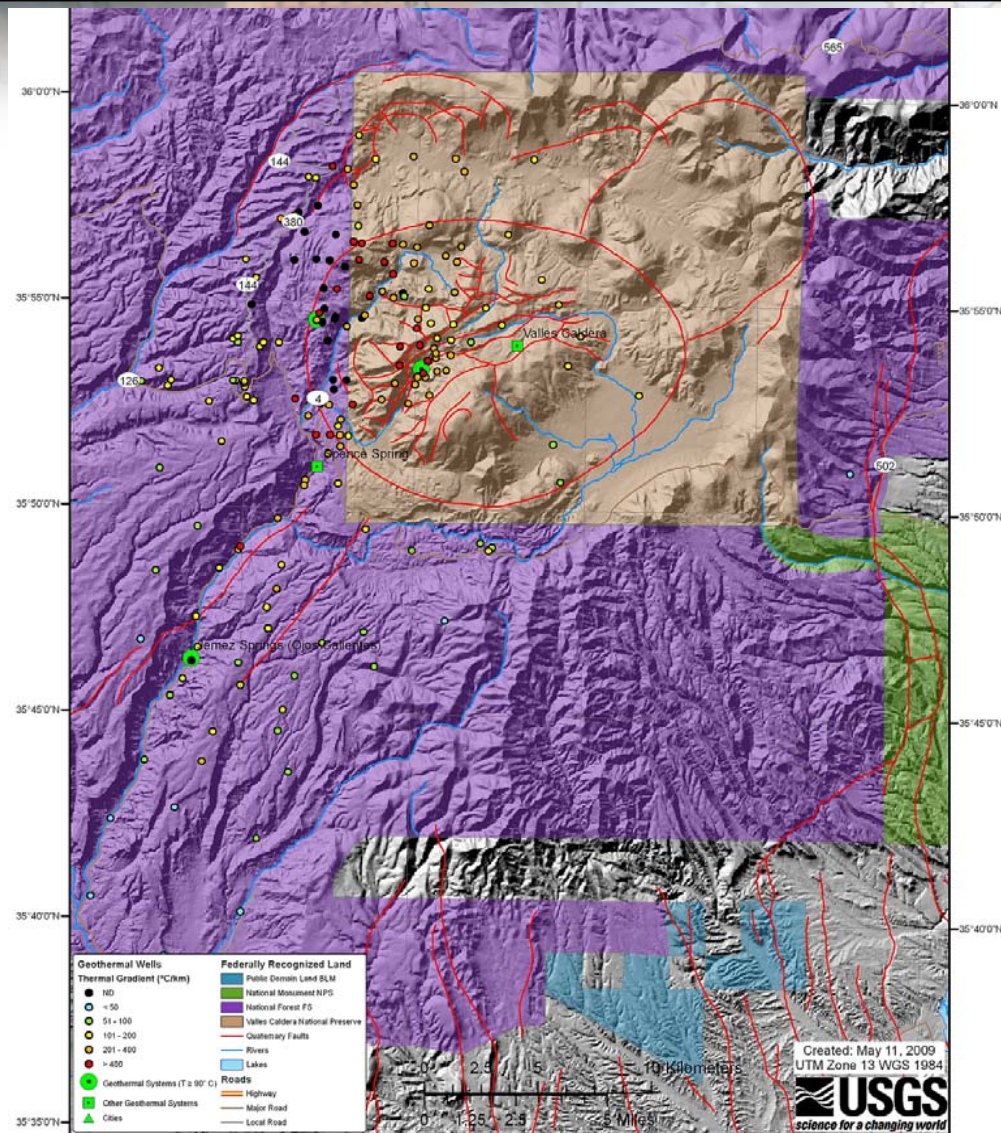 565
36°0'0"N
36°0'0"N
144
380
144
35°55'0"N
35°55'0"N
Valles Caldera
126
4
Spence Spring
502
35°50'0"N
35°50'0"N
Jemez Springs (Ojos Calientes)
35°45'0"N
35°45'0"N
35°40'0"N
35°40'0"N
Geothermal Wells
Thermal Gradient (°C/km)
ND
< 50
51 - 100
101 - 200
201 - 400
> 400
Geothermal Systems (T ≥ 90° C)
Other Geothermal Systems
Cities
Federally Recognized Land
Public Domain Land BLM
National Monument NPS
National Forest FS
Valles Caldera National Preserve
Quaternary Faults
Rivers
Lakes
Roads
Highway
Major Road
Local Road
0 2.5 5 10 Kilometers
0 1.25 2.5 5 Miles
Created: May 11, 2009
UTM Zone 13 WGS 1984
USGS
science for a changing world
35°35'0"N